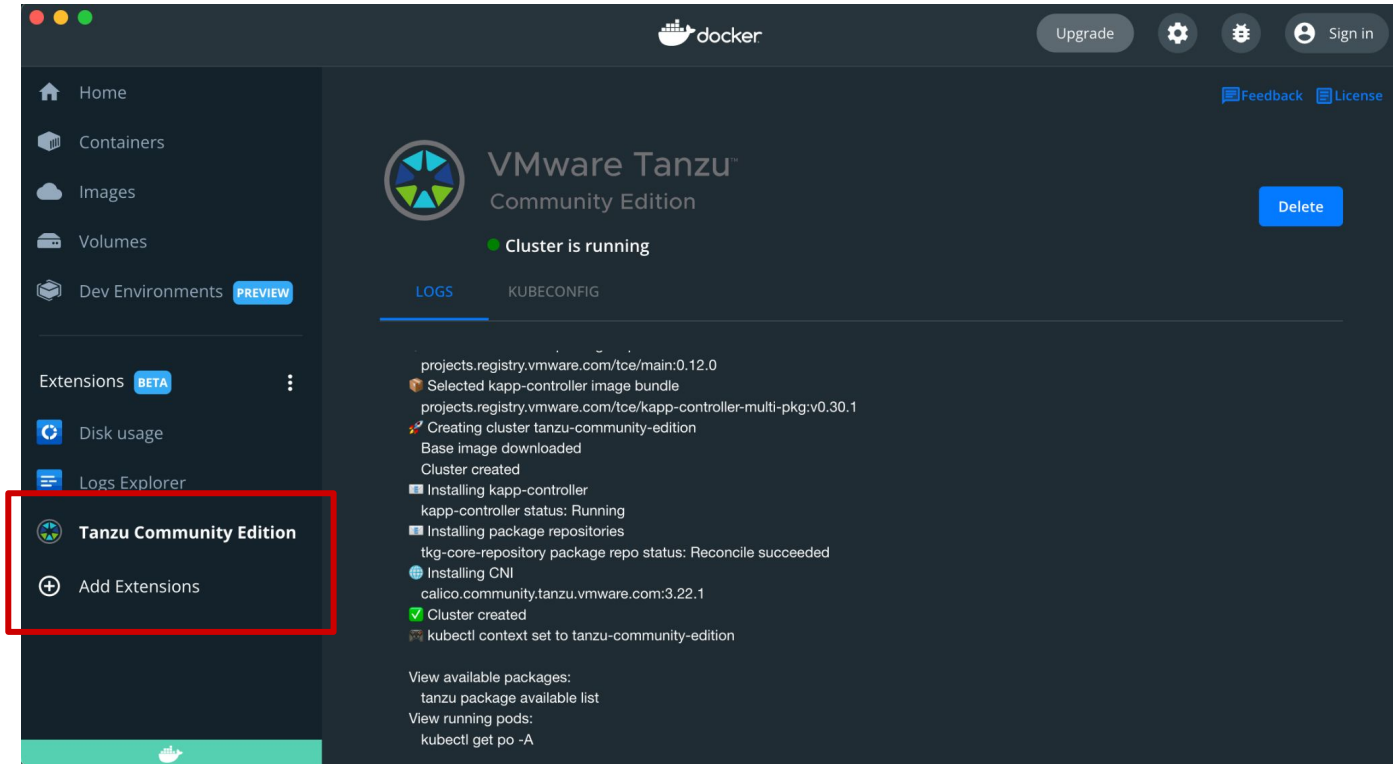 docker
Upgrade
Sign in
Home
Containers
Images
Volumes
Dev Environments PREVIEW
Extensions BETA
Disk usage
Logs Explorer
Tanzu Community Edition
Add Extensions
Feedback License
VMware Tanzu™
Community Edition
Delete
Cluster is running
LOGS KUBECONFIG
projects.registry.vmware.com/tce/main:0.12.0
Selected kapp-controller image bundle
projects.registry.vmware.com/tce/kapp-controller-multi-pkg:v0.30.1
Creating cluster tanzu-community-edition
Base image downloaded
Cluster created
Installing kapp-controller
kapp-controller status: Running
Installing package repositories
tkg-core-repository package repo status: Reconcile succeeded
Installing CNI
calico.community.tanzu.vmware.com:3.22.1
Cluster created
kubectl context set to tanzu-community-edition
View available packages:
tanzu package available list
View running pods:
kubectl get po -A